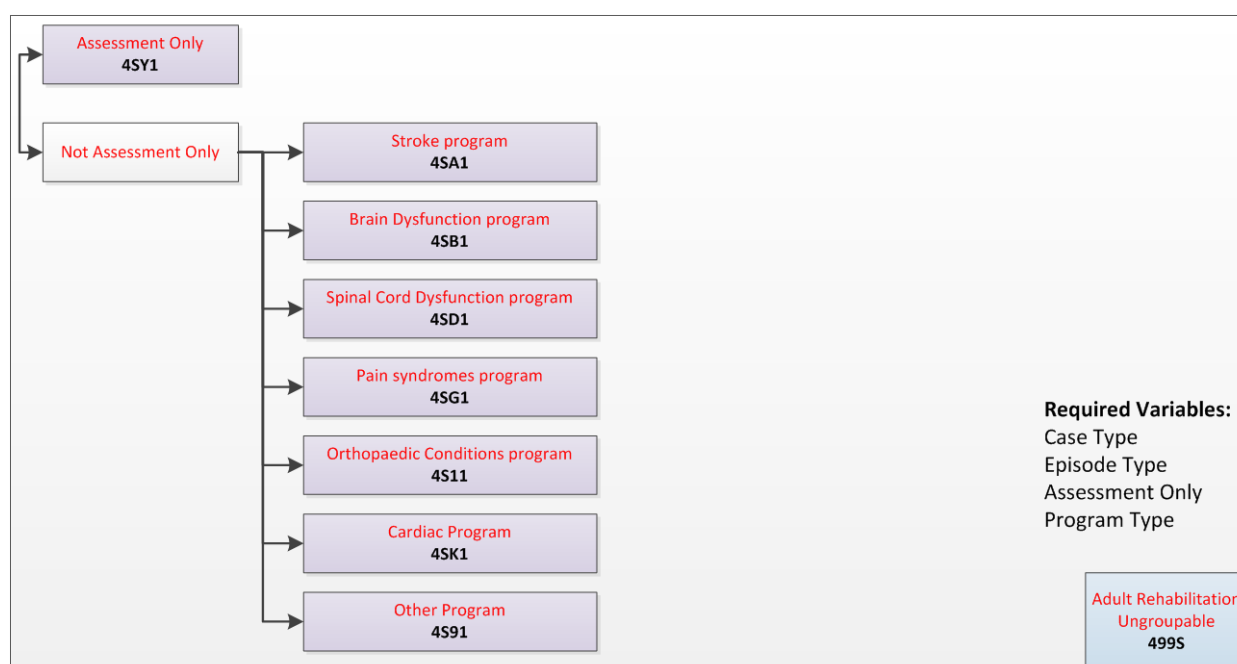 Assessment Only
4SY1
Not Assessment Only
Stroke program
4SA1
Brain Dysfunction program
4SB1
Spinal Cord Dysfunction program
4SD1
Pain syndromes program
4SG1
Orthopaedic Conditions program
4S11
Cardiac Program
4SK1
Other Program
4S91
Required Variables:
Case Type
Episode Type
Assessment Only
Program Type
Adult Rehabilitation
Ungroupable
499S